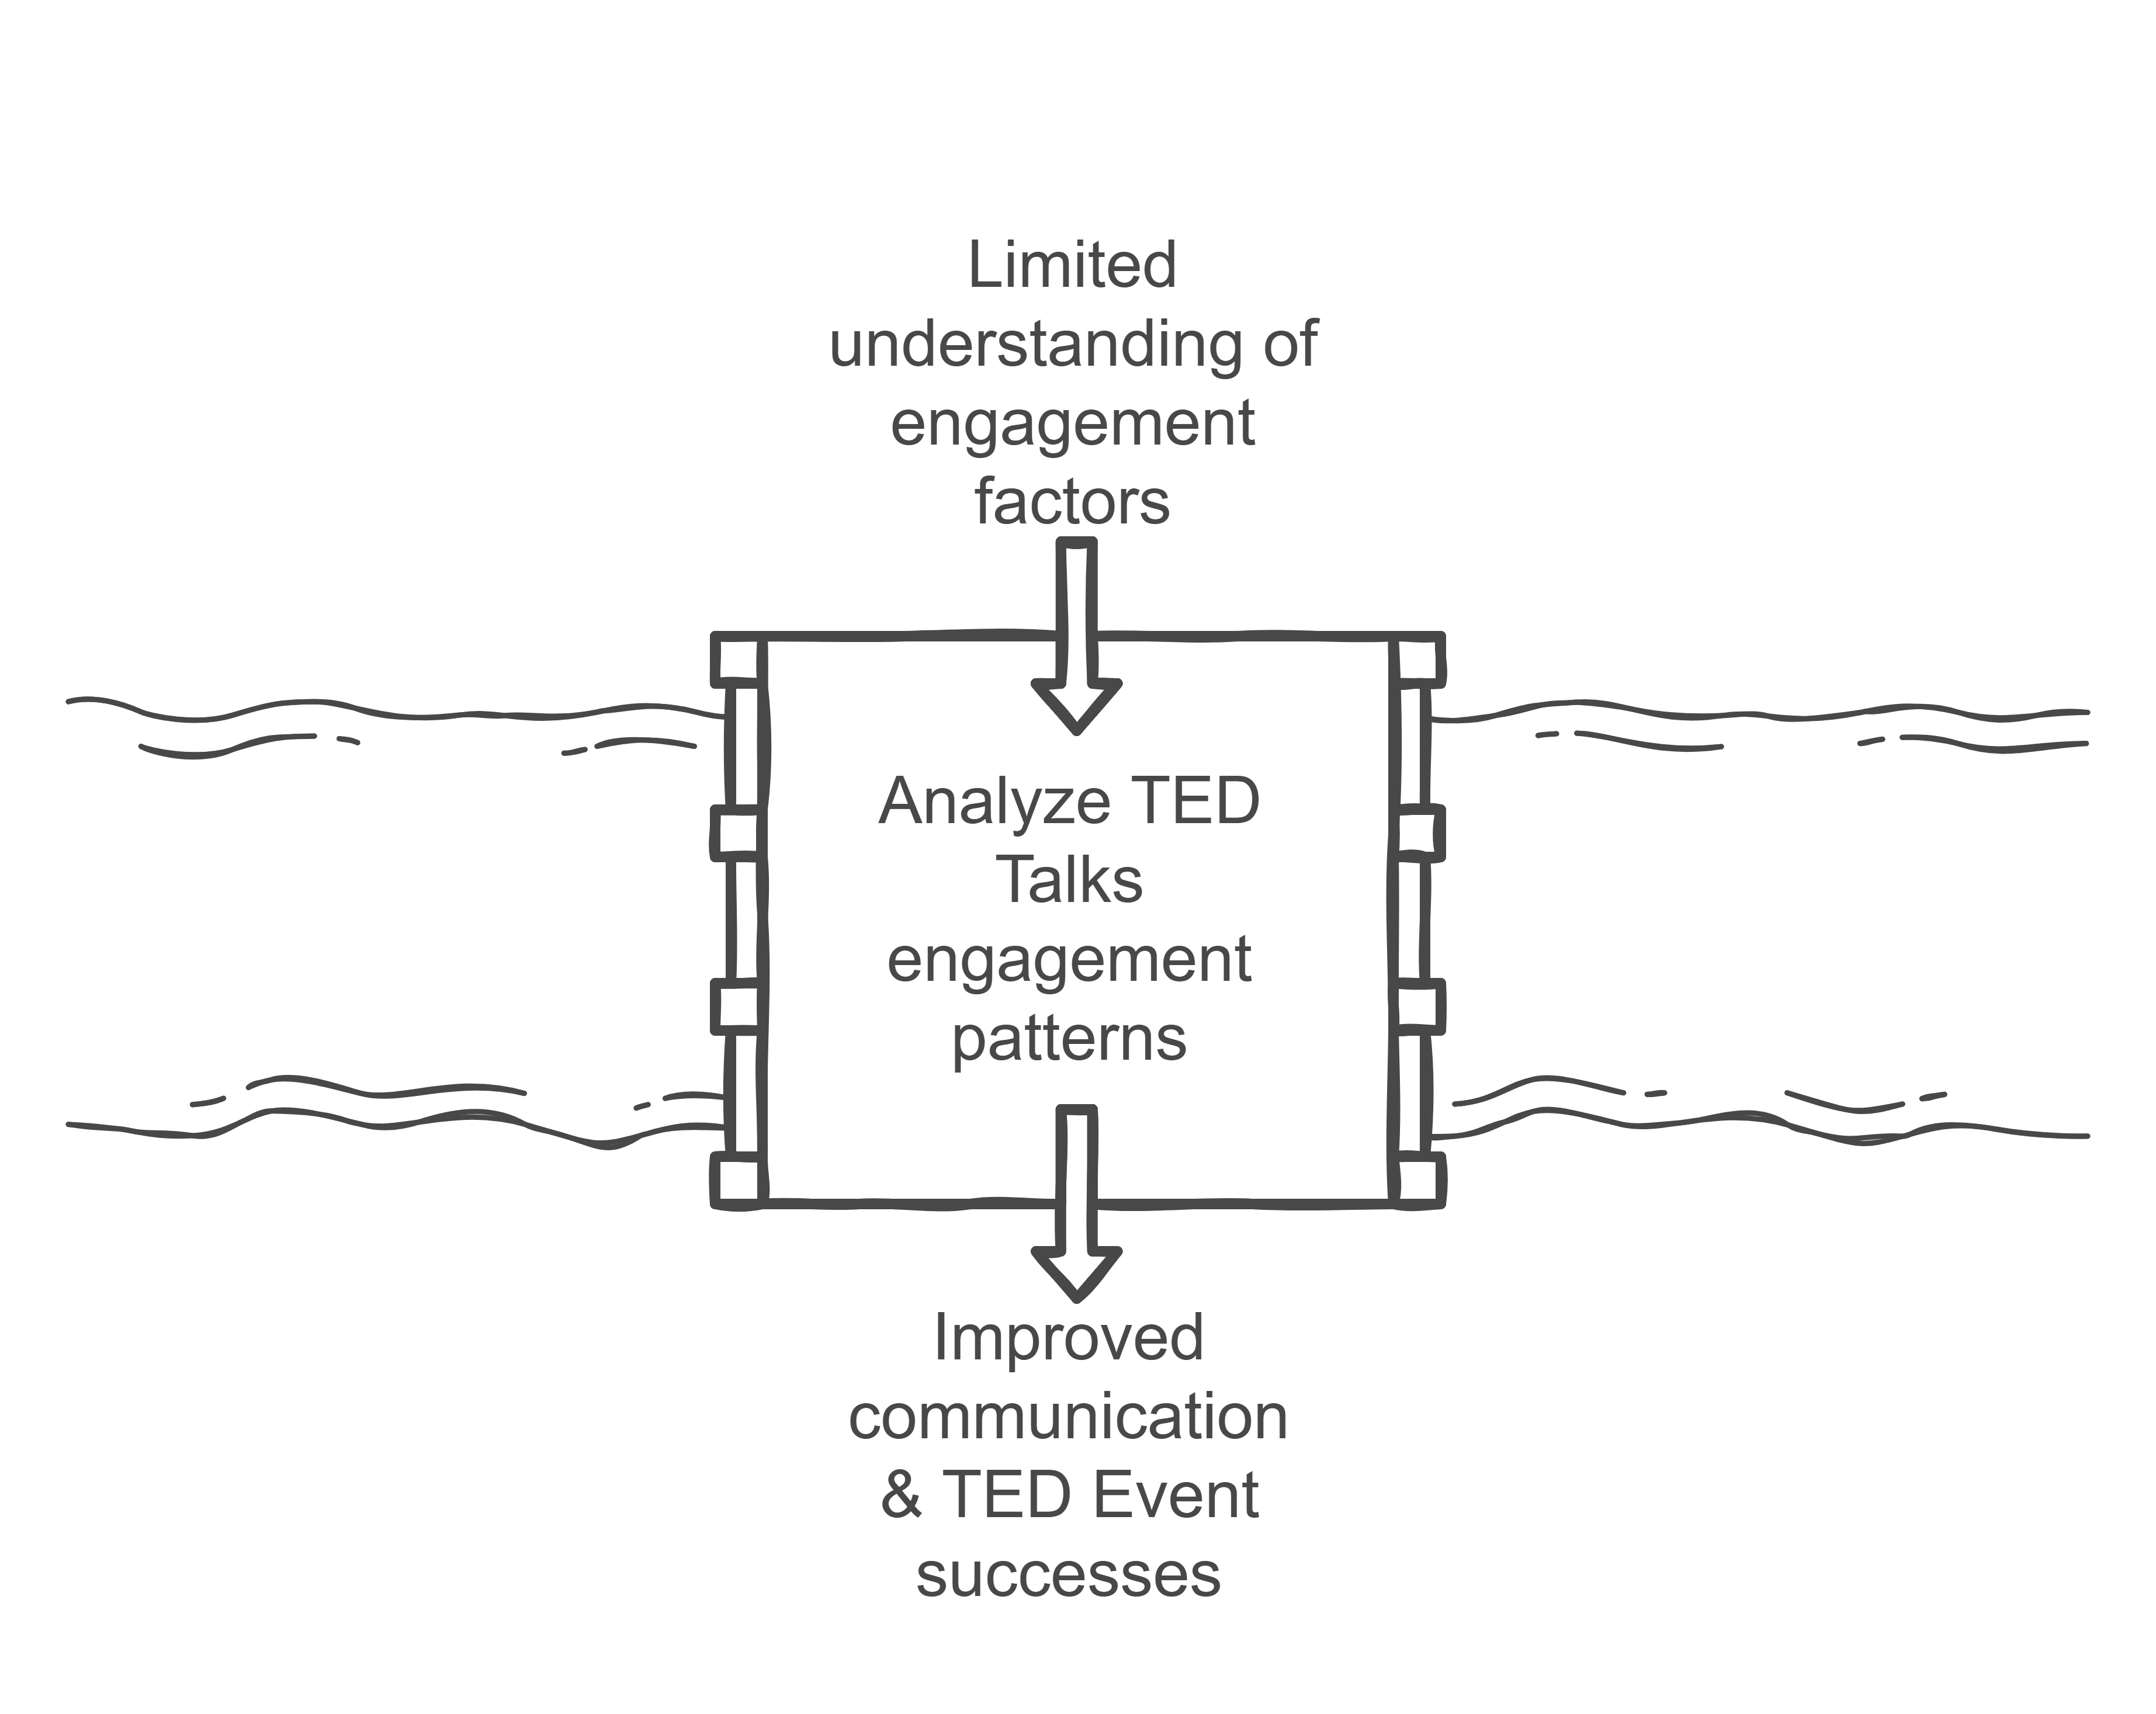 Limited
understanding of
engagement
factors
Analyze TED
Talks
engagement
patterns
Improved
communication
& TED Event
successes